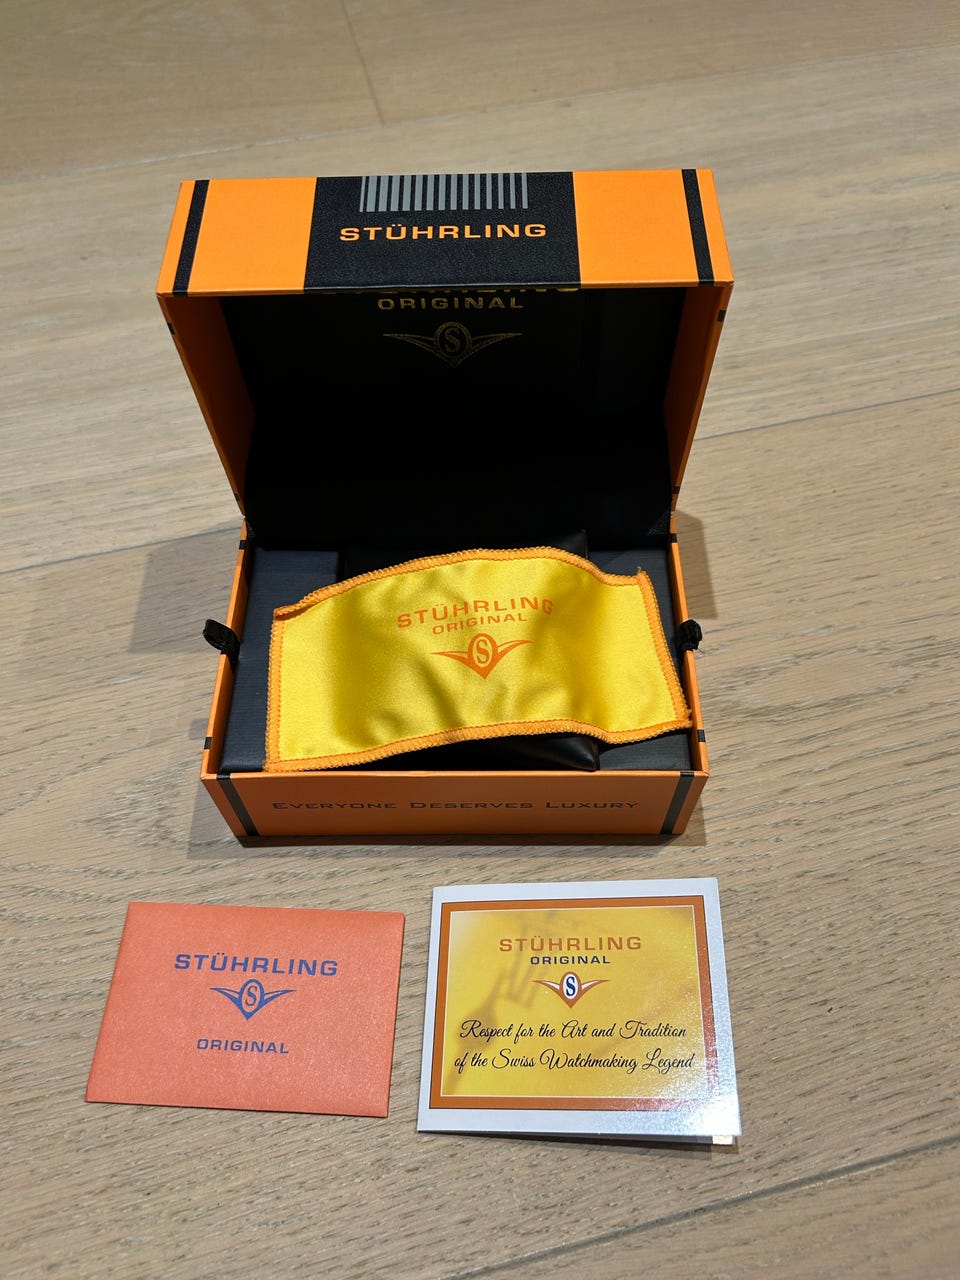 STÜHRLING
ORIGINAL
S
STÜHRLING
ORIGINAL
S
EVERYONE DESERVES LUXURY
STÜHRLING
S
ORIGINAL
STÜHRLING
ORIGINAL
S
Respect for the Art and Tradition
of the Swiss Watchmaking Legend